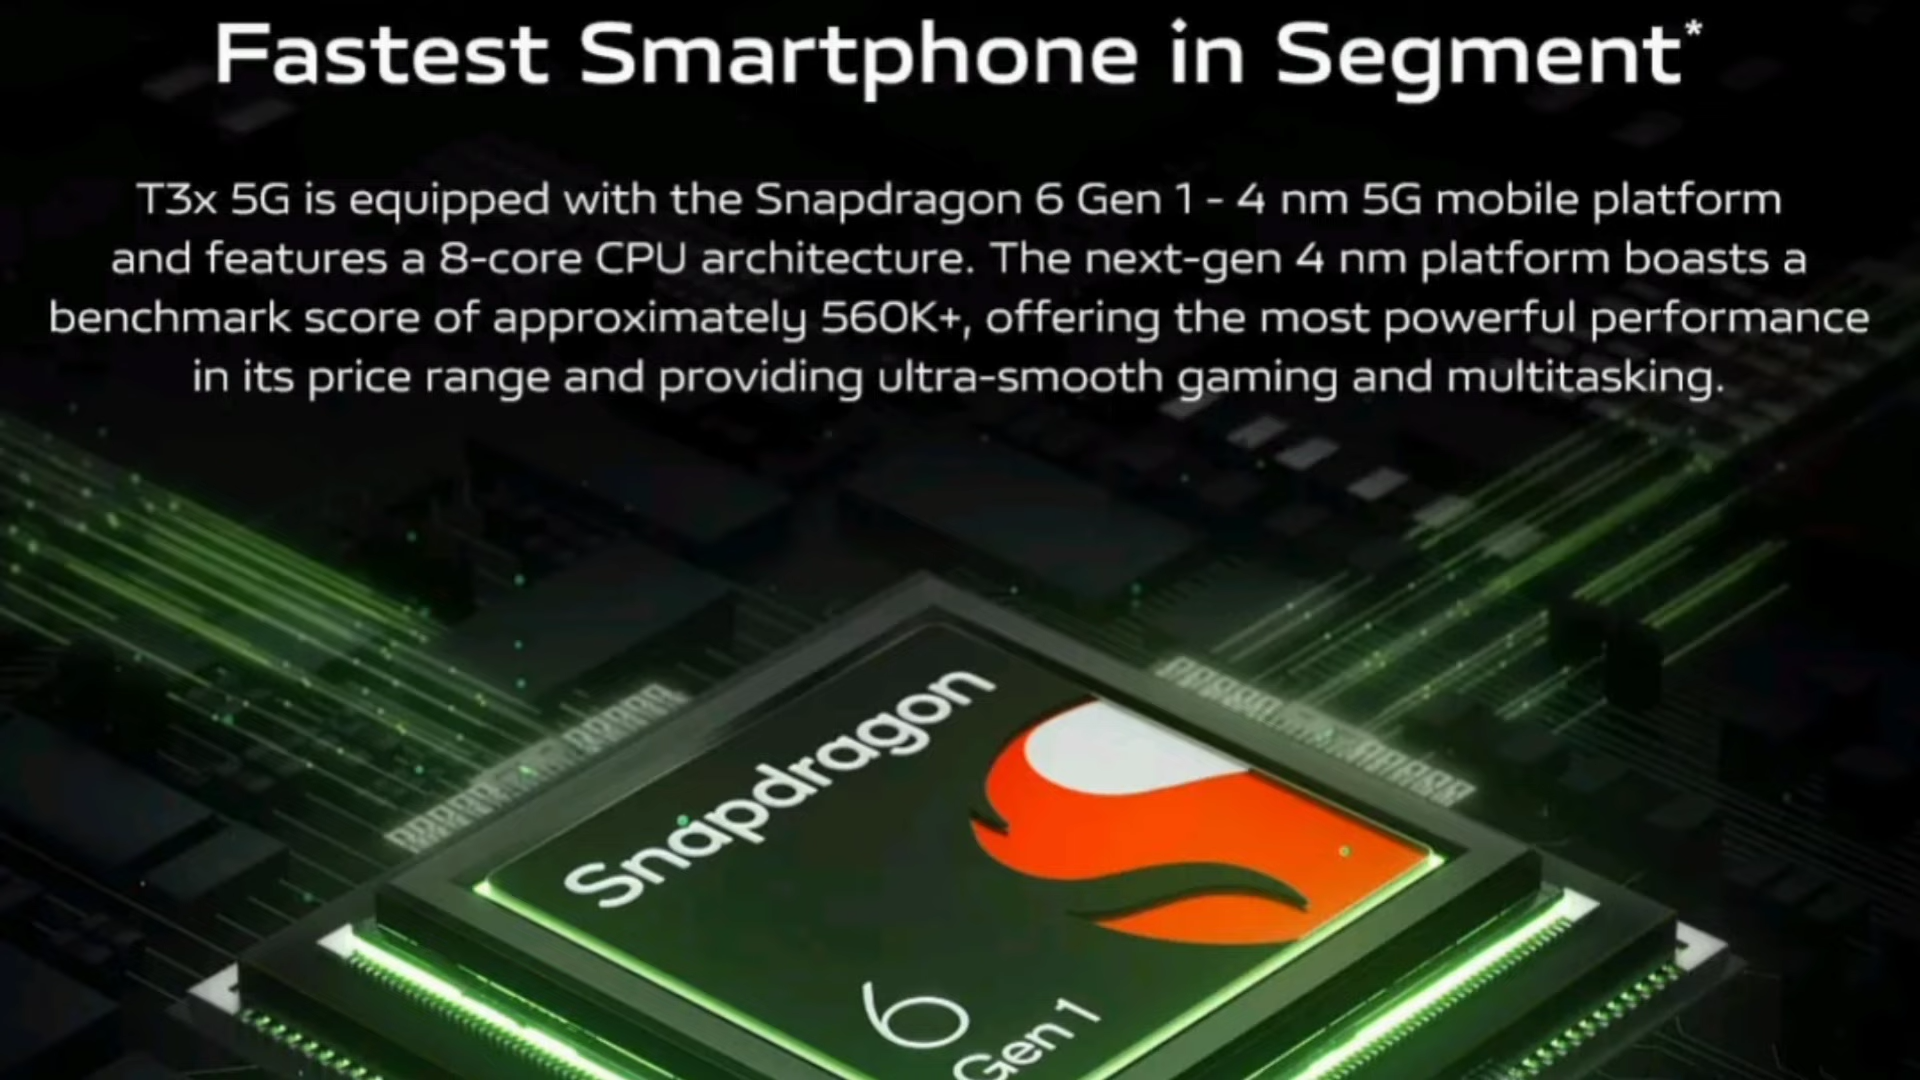 Fastest Smartphone in Segment*
T3x 5G is equipped with the Snapdragon 6 Gen 1 - 4 nm 5G mobile platform
and features a 8-core CPU architecture. The next-gen 4 nm platform boasts a
benchmark score of approximately 560K+, offering the most powerful performance
in its price range and providing ultra-smooth gaming and multitasking.
Snapdragon
6
Gen 1